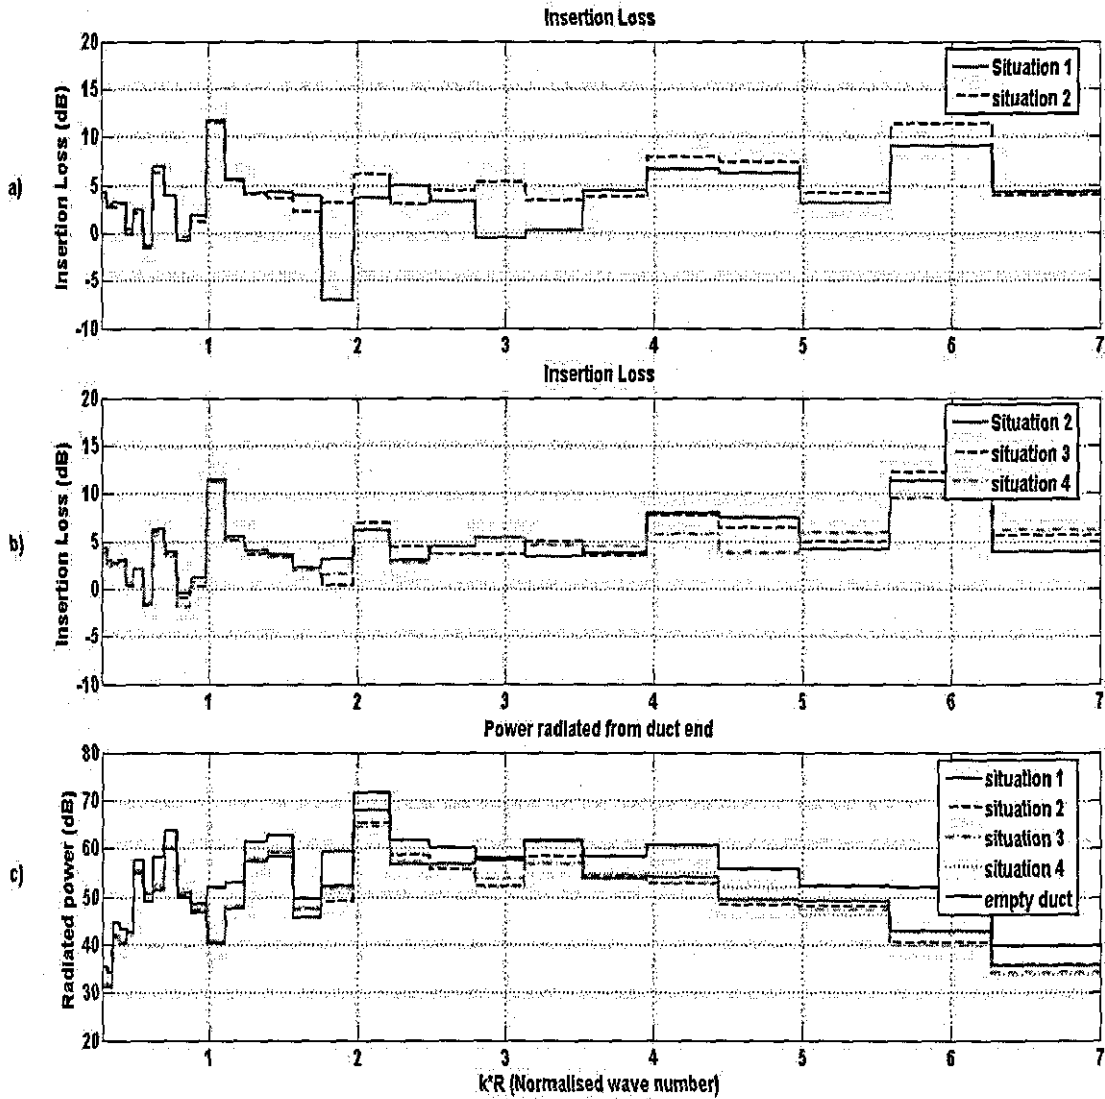 Insertion Loss
20
15
10
5
0
-5
-10
Insertion Loss (dB)
a)
Situation 1
situation 2
1 2 3 4 5 6 7
Insertion Loss
20
15
10
5
0
-5
-10
Insertion Loss (dB)
b)
Situation 2
situation 3
situation 4
1 2 3 4 5 6 7
Power radiated from duct end
80
70
60
50
40
30
20
Radiated power (dB)
c)
situation 1
situation 2
situation 3
situation 4
empty duct
1 2 3 4 5 6 7
k*R (Normalised wave number)